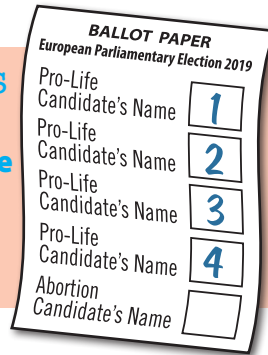 BALLOT PAPER
European Parliamentary Election 2019
Pro-Life
Candidate's Name 1
Pro-Life
Candidate's Name 2
Pro-Life
Candidate's Name 3
Pro-Life
Candidate's Name 4
Abortion
Candidate's Name